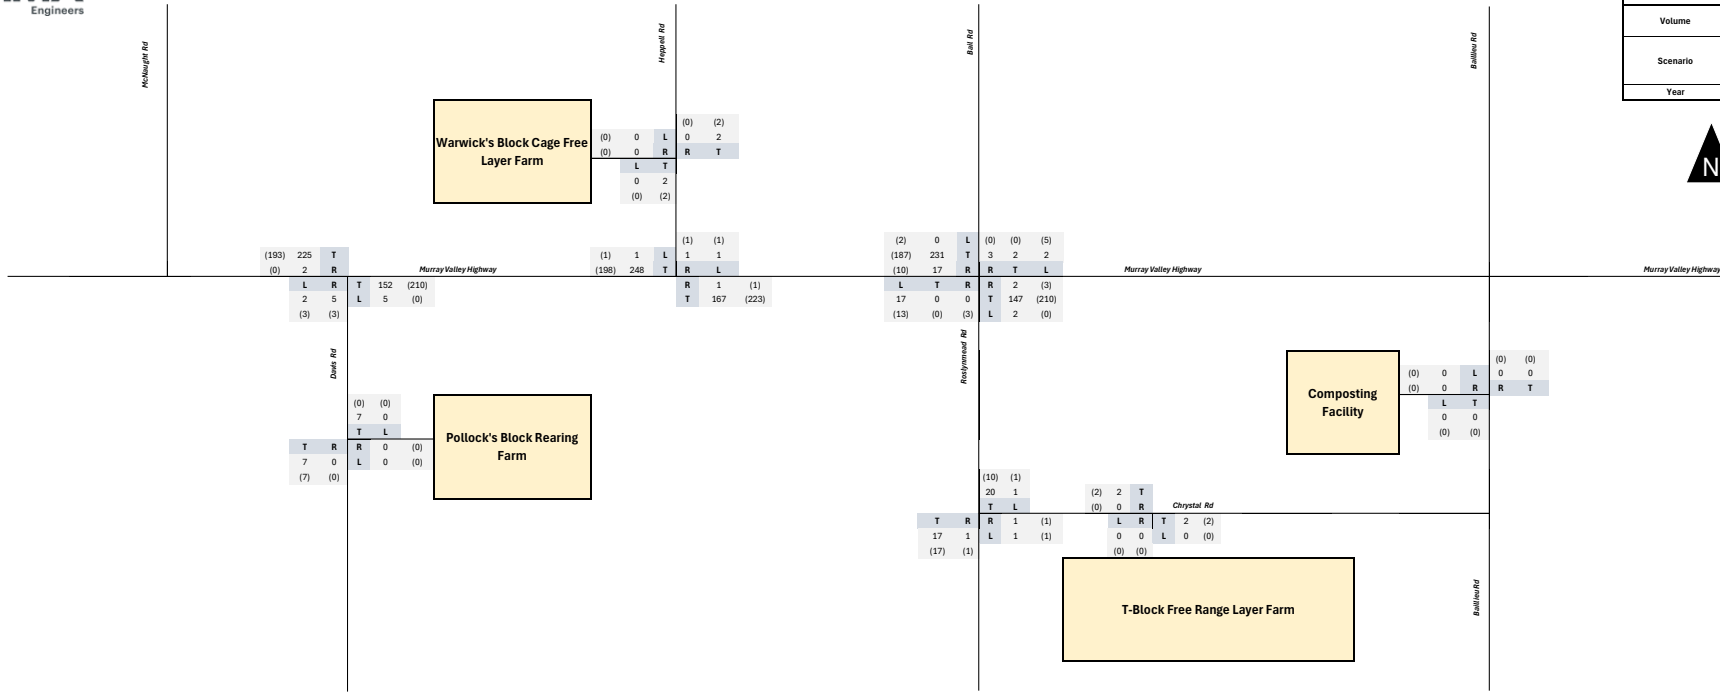 Engineers
Volume
Scenario
Year
N
McNaught Rd
Heppell Rd
Ball Rd
Baillieu Rd
(0) (2)
(0) 0 L 0 2
(0) 0 R R T
L T
0 2
(0) (2)
Warwick's Block Cage Free
Layer Farm
(193) 225 T
(0) 2 R
Murray Valley Highway
L R T 152 (210)
2 5 L 5 (0)
(3) (3)
(1) (1)
(1) 1 L 1 1
(198) 248 T R L
R 1 (1)
T 167 (223)
(2) 0 L (0) (0) (5)
(187) 231 T 3 2 2
(10) 17 R R T L
L T R R 2 (3)
17 0 0 T 147 (210)
(13) (0) (3) L 2 (0)
Murray Valley Highway
Murray Valley Highway
Davis Rd
Roslynmead Rd
(0) (0)
7 0
T L
T R R 0 (0)
7 0 L 0 (0)
(7) (0)
Pollock's Block Rearing
Farm
Composting
Facility
(0) (0)
(0) 0 L 0 0
(0) 0 R R T
L T
0 0
(0) (0)
(10) (1)
20 1
T L
T R R 1 (1)
17 1 L 1 (1)
(17) (1)
(2) 2 T
(0) 0 R
Chrystal Rd
L R T 2 (2)
0 0 L 0 (0)
(0) (0)
T-Block Free Range Layer Farm
Baillieu Rd